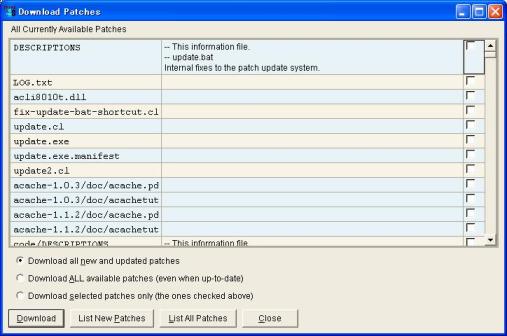 Download Patches
All Currently Available Patches
DESCRIPTIONS
-- This information file.
-- update.bat
Internal fixes to the patch update system.
LOG.txt
acli8010t.dll
fix-update-bat-shortcut.cl
update.cl
update.exe
update.exe.manifest
update2.cl
acache-1.0.3/doc/acache.pd
acache-1.0.3/doc/acachetut
acache-1.1.2/doc/acache.pd
acache-1.1.2/doc/acachetut
code/DESCRIPTIONS -- This information file
Download all new and updated patches
Download ALL available patches (even when up-to-date)
Download selected patches only (the ones checked above)
Download List New Patches List All Patches Close